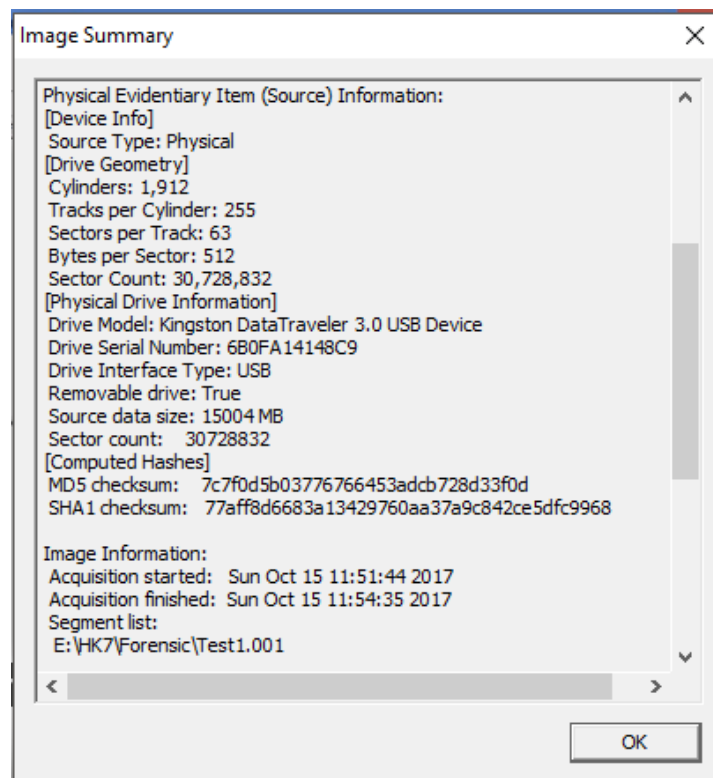 Image Summary
Physical Evidentiary Item (Source) Information:
[Device Info]
Source Type: Physical
[Drive Geometry]
Cylinders: 1,912
Tracks per Cylinder: 255
Sectors per Track: 63
Bytes per Sector: 512
Sector Count: 30,728,832
[Physical Drive Information]
Drive Model: Kingston DataTraveler 3.0 USB Device
Drive Serial Number: 6B0FA14148C9
Drive Interface Type: USB
Removable drive: True
Source data size: 15004 MB
Sector count: 30728832
[Computed Hashes]
MD5 checksum: 7c7f0d5b03776766453adcb728d33f0d
SHA1 checksum: 77aff8d6683a13429760aa37a9c842ce5dfc9968
Image Information:
Acquisition started: Sun Oct 15 11:51:44 2017
Acquisition finished: Sun Oct 15 11:54:35 2017
Segment list:
E:\HK7\Forensic\Test1.001
OK